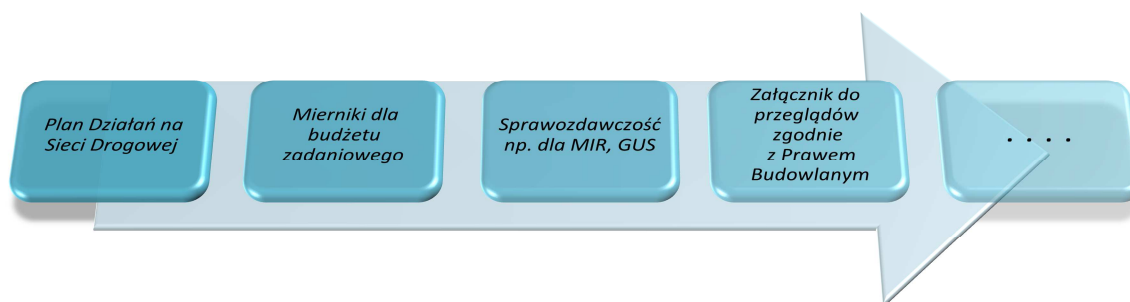 Plan Działań na
Sieci Drogowej
Mierniki dla
budżetu
zadaniowego
Sprawozdawczość
np. dla MIR, GUS
Załącznik do
przeglądów
zgodnie
z Prawem
Budowlanym
. . . .